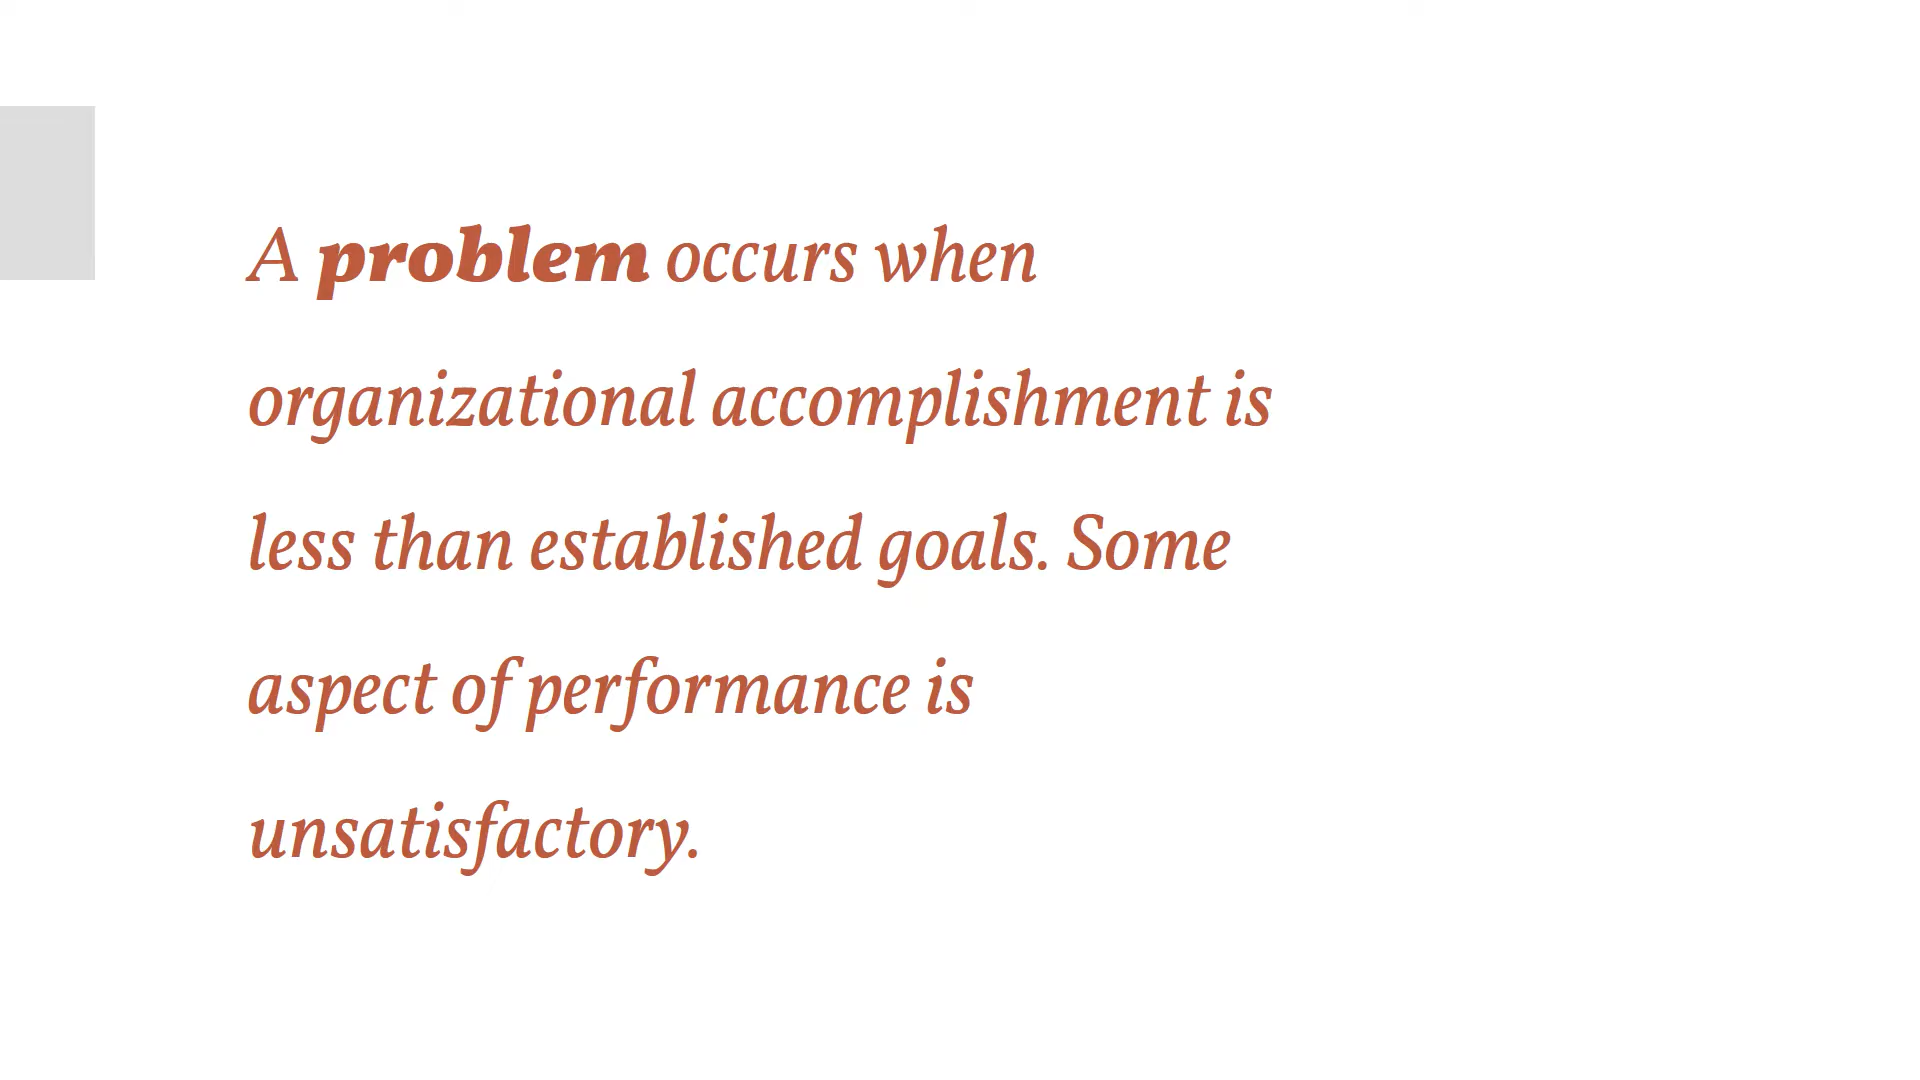 A problem occurs when
organizational accomplishment is
less than established goals. Some
aspect of performance is
unsatisfactory.